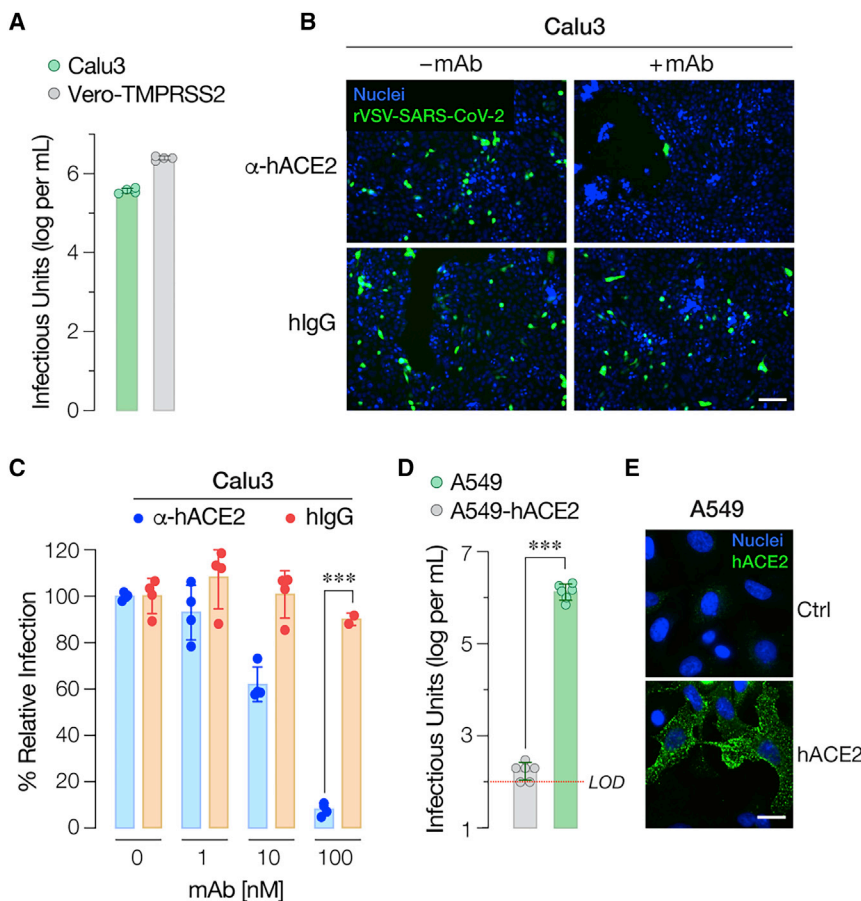 A
Calu3
Vero-TMPRSS2
Infectious Units (log per mL)
6
4
2
0
B
Calu3
–mAb
+mAb
Nuclei
rVSV-SARS-CoV-2
α-hACE2
hIgG
C
Calu3
α-hACE2
hIgG
% Relative Infection
120
100
80
60
40
20
0
***
0
1
10
100
mAb [nM]
D
A549
A549-hACE2
Infectious Units (log per mL)
7
6
5
4
3
2
1
***
LOD
E
A549
Nuclei
hACE2
Ctrl
hACE2